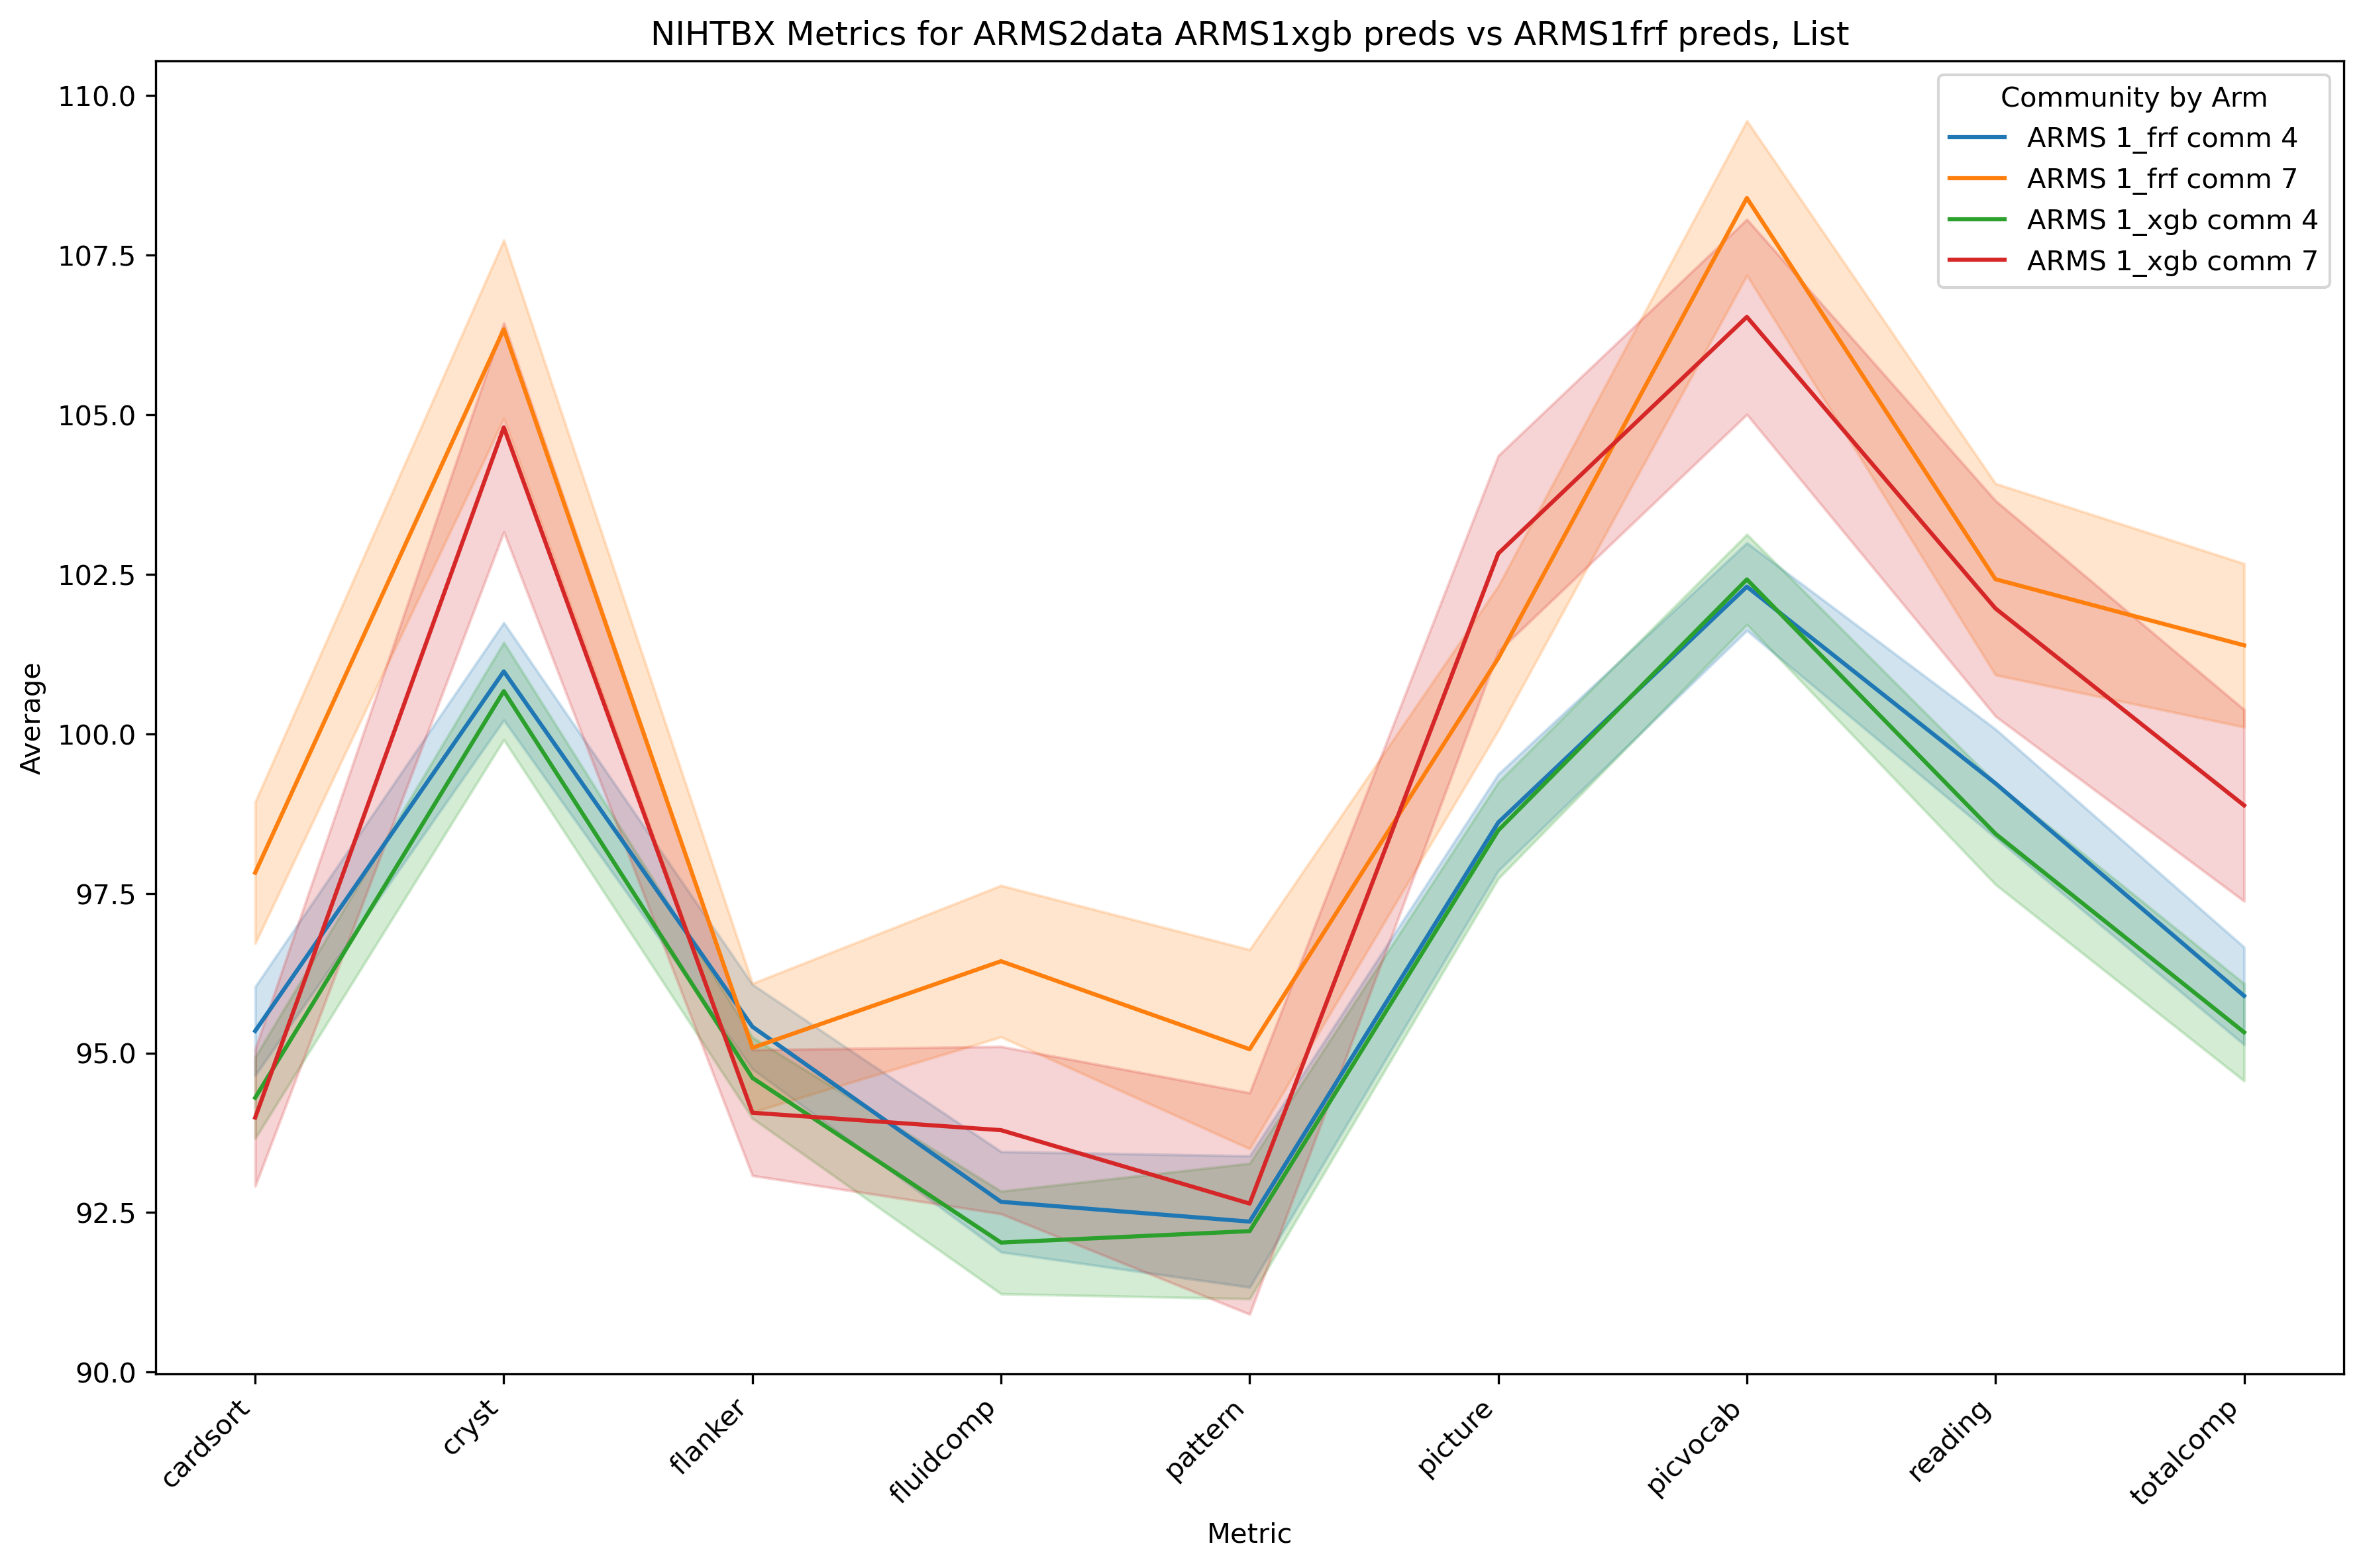 NIHTBX Metrics for ARMS2data ARMS1xgb preds vs ARMS1frf preds, List
Community by Arm
ARMS 1_frf comm 4
ARMS 1_frf comm 7
ARMS 1_xgb comm 4
ARMS 1_xgb comm 7
Average
110.0
107.5
105.0
102.5
100.0
97.5
95.0
92.5
90.0
cardsort
cryst
flanker
fluidcomp
pattern
picture
picvocab
reading
totalcomp
Metric